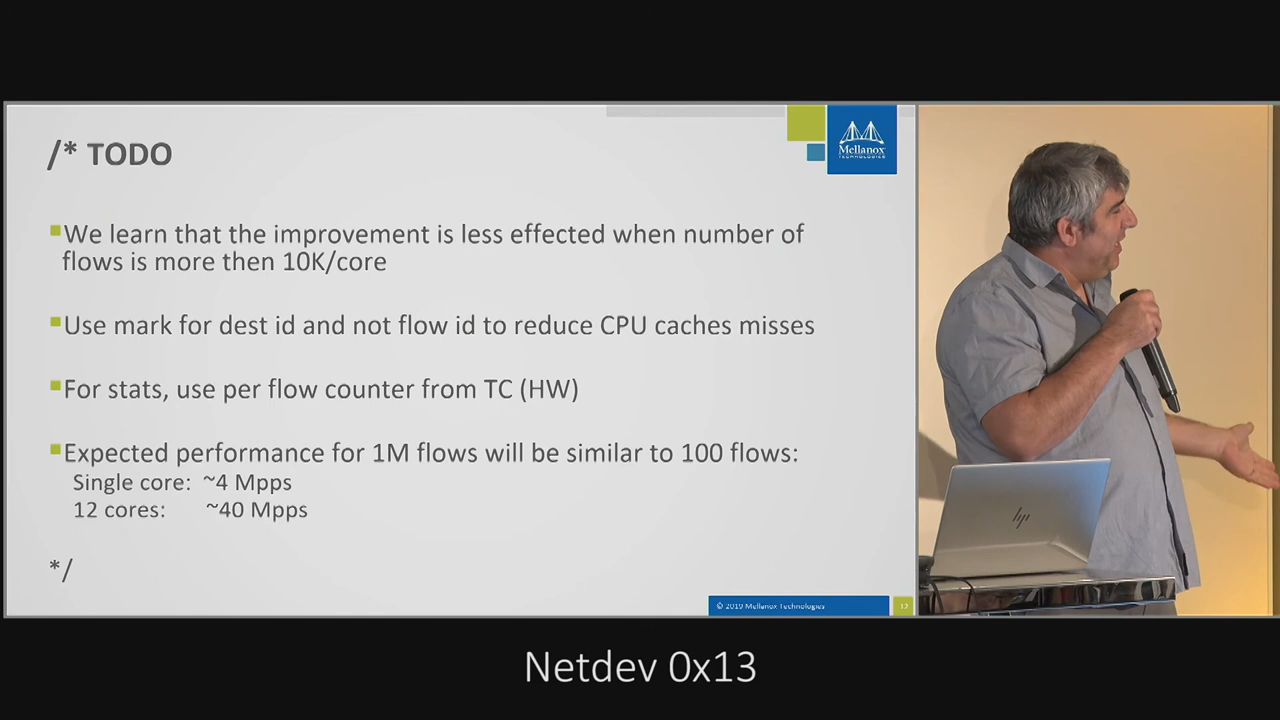 /* TODO
Mellanox
TECHNOLOGIES
We learn that the improvement is less effected when number of
flows is more then 10K/core
Use mark for dest id and not flow id to reduce CPU caches misses
For stats, use per flow counter from TC (HW)
Expected performance for 1M flows will be similar to 100 flows:
Single core: ~4 Mpps
12 cores: ~40 Mpps
*/
© 2019 Mellanox Technologies
12
hp
Netdev 0x13